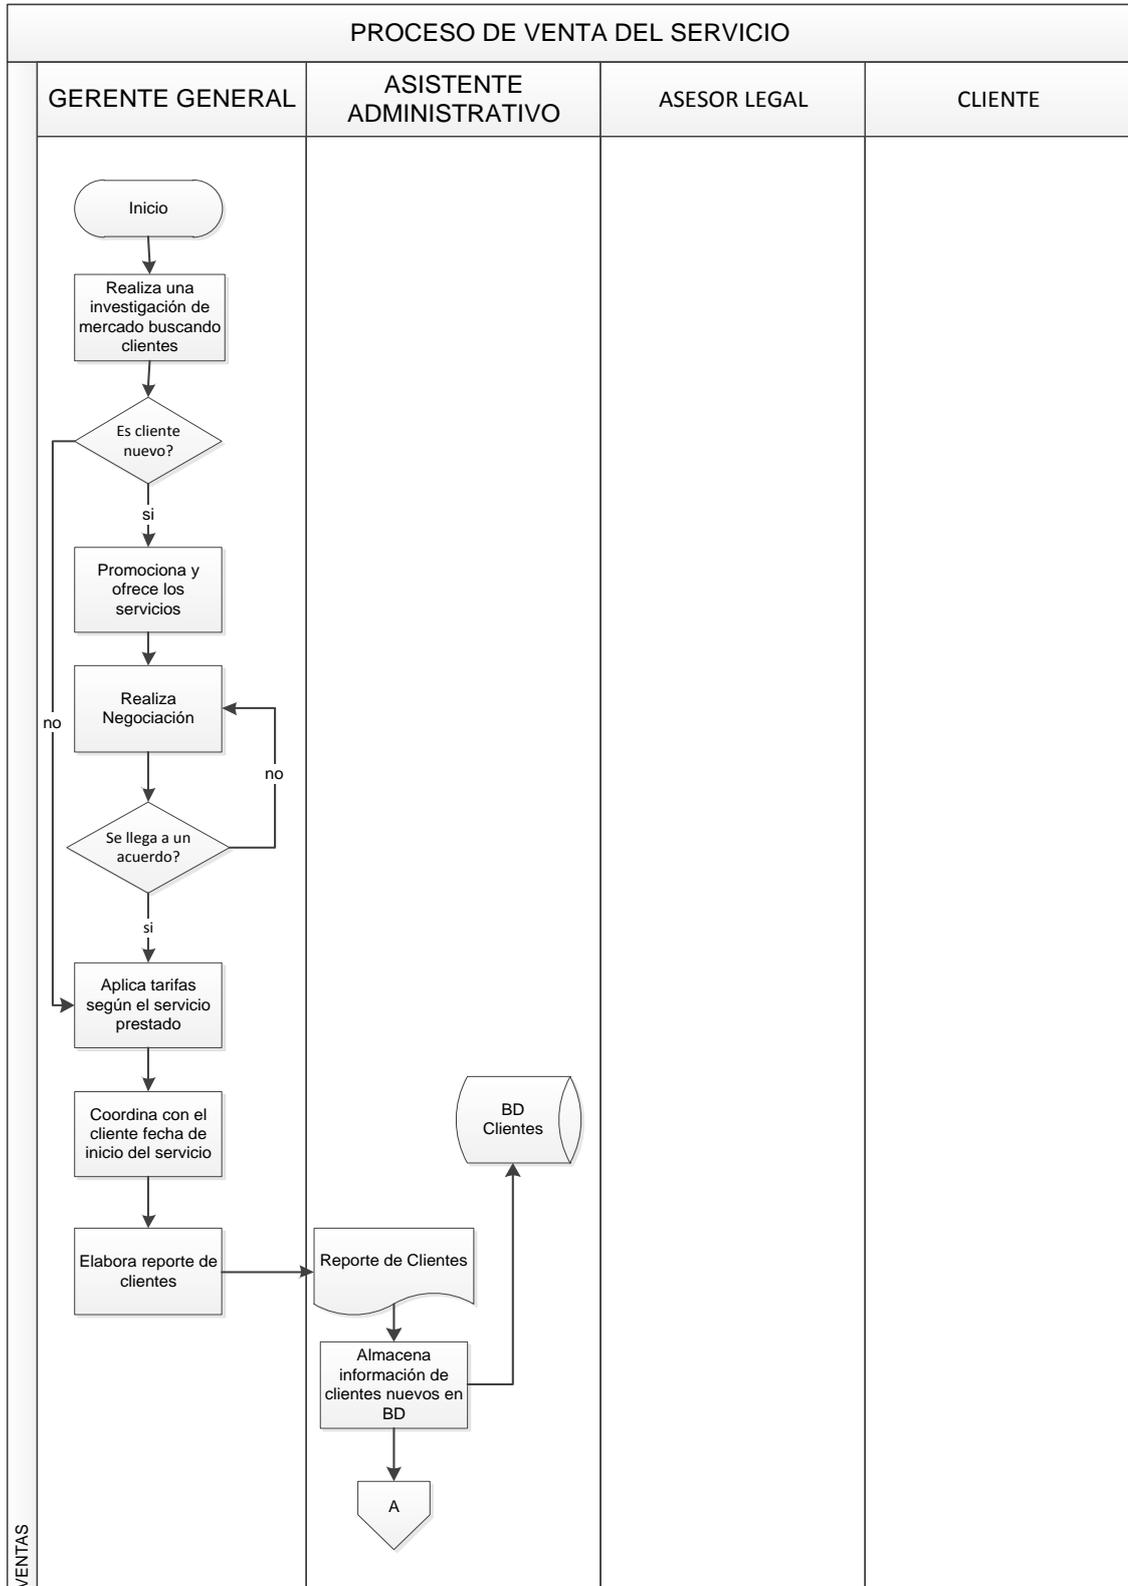 PROCESO DE VENTA DEL SERVICIO
GERENTE GENERAL
ASISTENTE
ADMINISTRATIVO
ASESOR LEGAL
CLIENTE
Inicio
Realiza una
investigación de
mercado buscando
clientes
Es cliente
nuevo?
si
Promociona y
ofrece los
servicios
Realiza
Negociación
no
no
Se llega a un
acuerdo?
si
Aplica tarifas
según el servicio
prestado
Coordina con el
cliente fecha de
inicio del servicio
BD
Clientes
Elabora reporte de
clientes
Reporte de Clientes
Almacena
información de
clientes nuevos en
BD
A
VENTAS